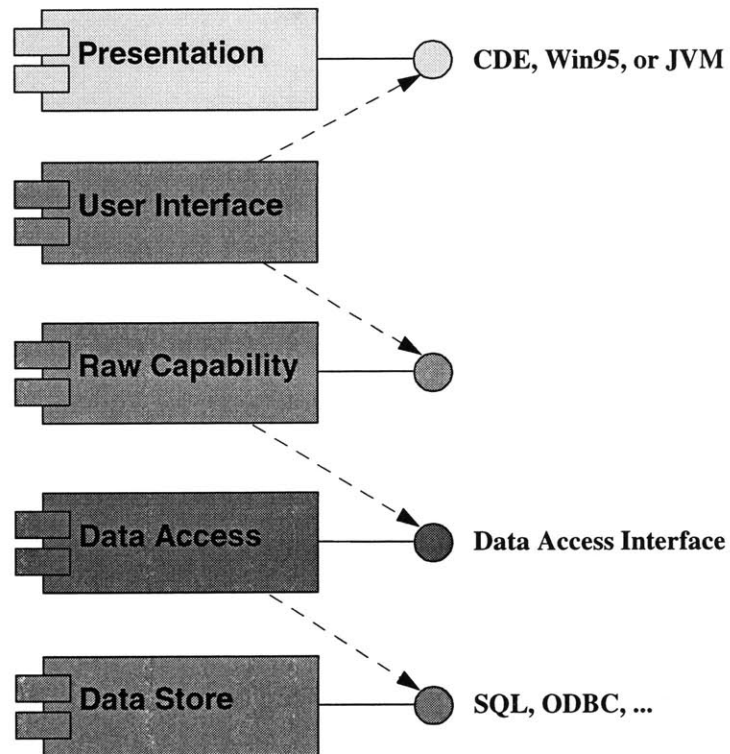 Presentation
CDE, Win95, or JVM
User Interface
Raw Capability
Data Access
Data Access Interface
Data Store
SQL, ODBC, ...